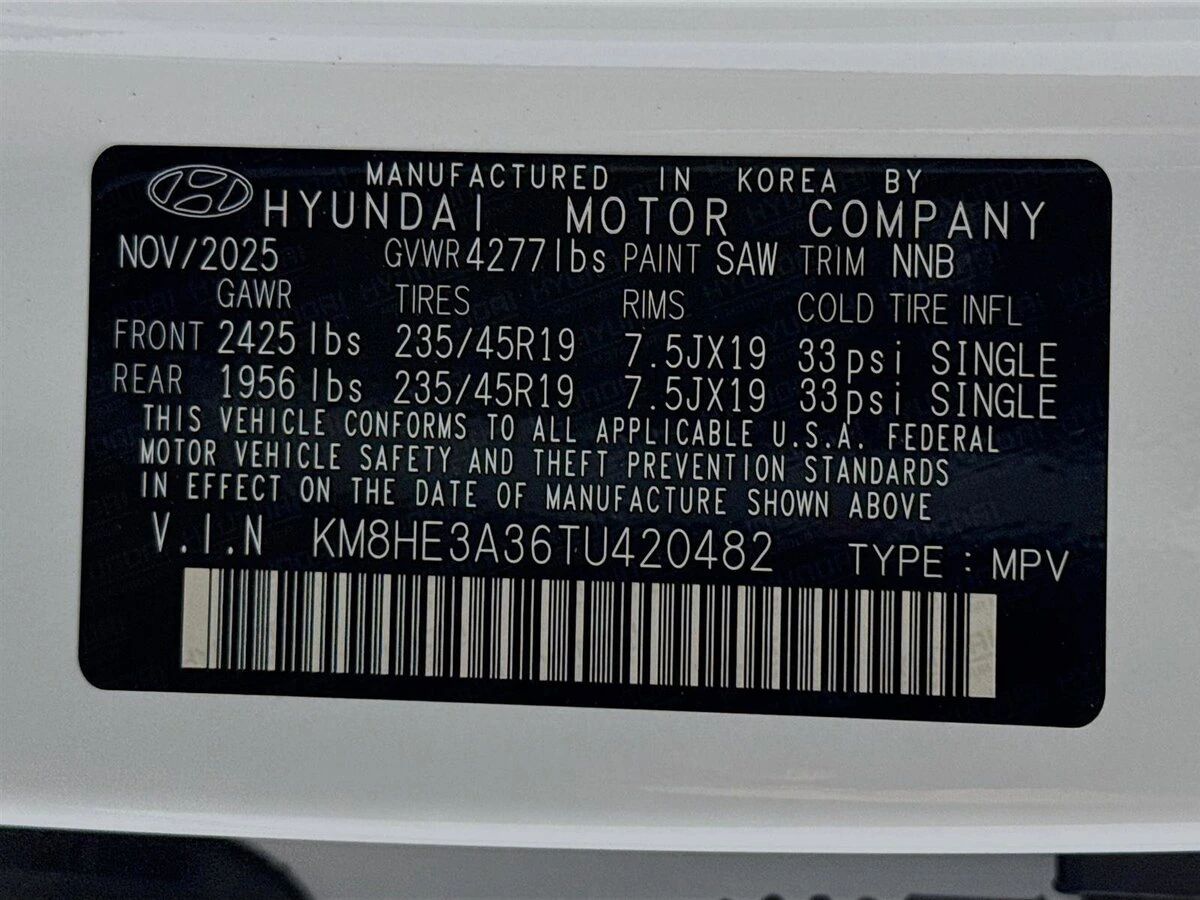 MANUFACTURED IN KOREA BY
HYUNDAI MOTOR COMPANY
NOV/2025 GVWR 4277lbs PAINT SAW TRIM NNB
GAWR TIRES RIMS COLD TIRE INFL
FRONT 2425 lbs 235/45R19 7.5JX19 33psi SINGLE
REAR 1956 lbs 235/45R19 7.5JX19 33psi SINGLE
THIS VEHICLE CONFORMS TO ALL APPLICABLE U.S.A. FEDERAL
MOTOR VEHICLE SAFETY AND THEFT PREVENTION STANDARDS
IN EFFECT ON THE DATE OF MANUFACTURE SHOWN ABOVE
V.I.N KM8HE3A36TU420482 TYPE : MPV